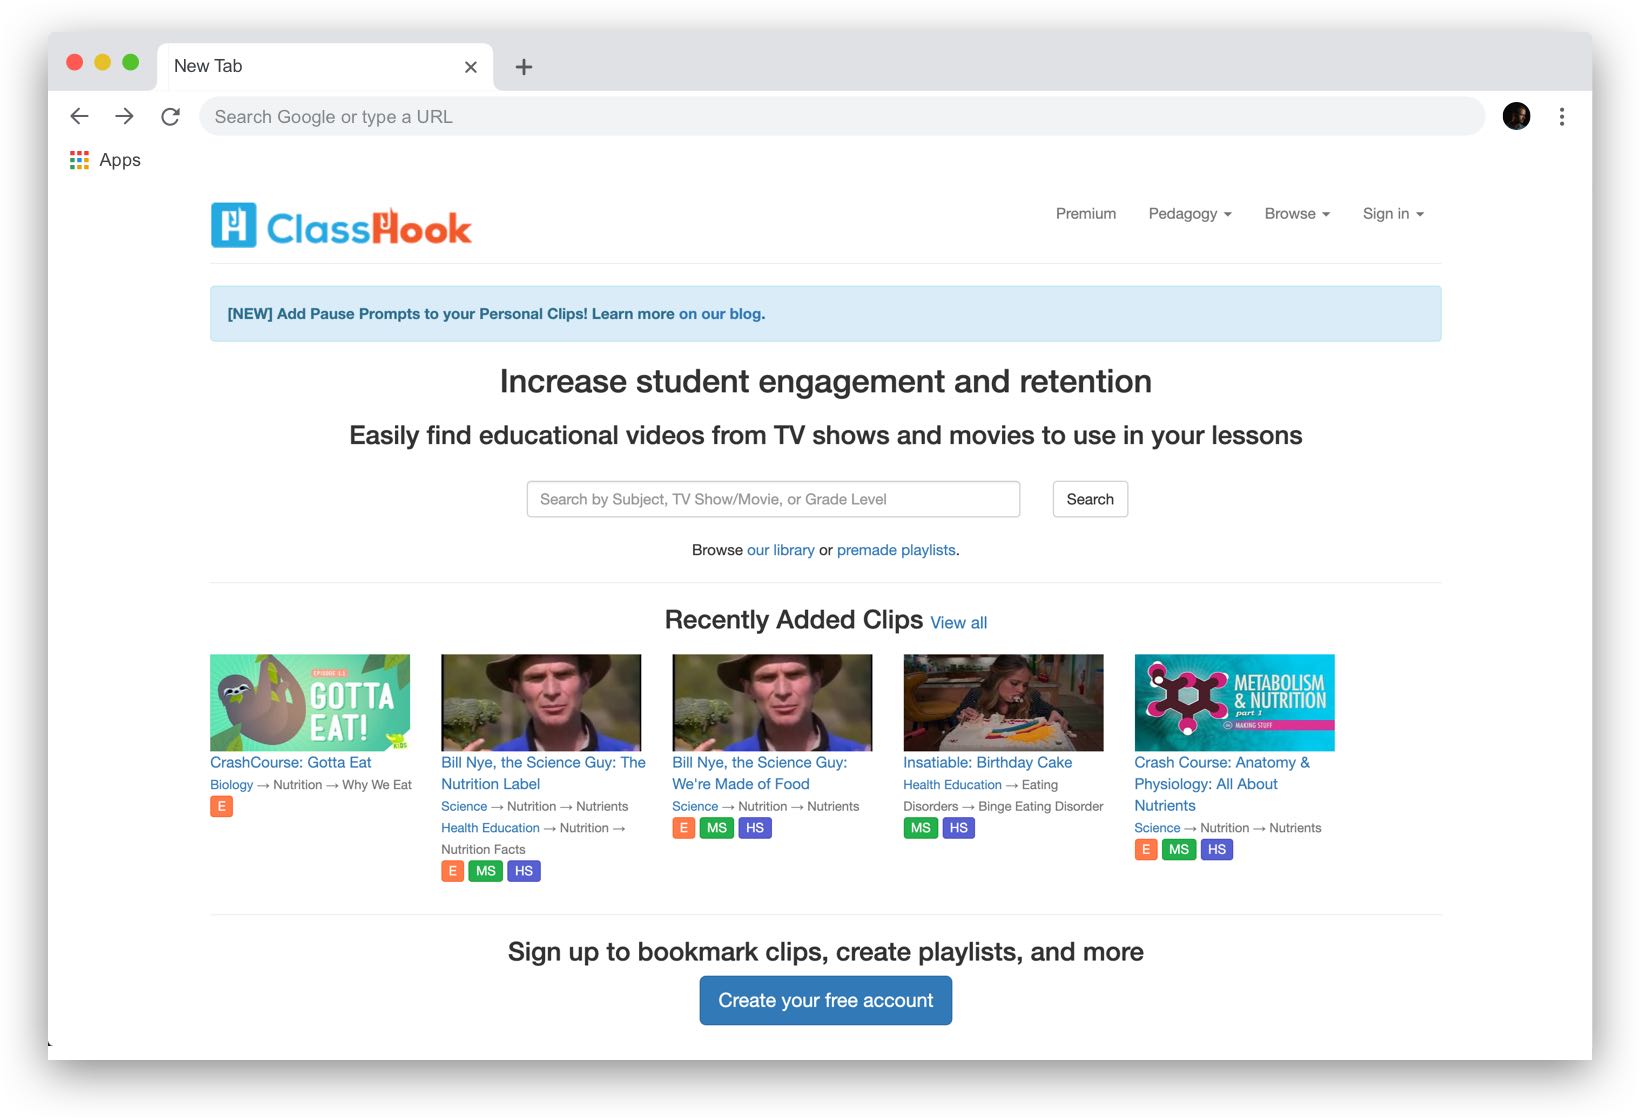 New Tab
Search Google or type a URL
Apps
ClassHook
Premium
Pedagogy
Browse
Sign in
[NEW] Add Pause Prompts to your Personal Clips! Learn more on our blog.
Increase student engagement and retention
Easily find educational videos from TV shows and movies to use in your lessons
Search by Subject, TV Show/Movie, or Grade Level
Search
Browse our library or premade playlists.
Recently Added Clips View all
EPISODE 1.1
GOTTA
EAT!
KIDS
CrashCourse: Gotta Eat
Biology → Nutrition → Why We Eat
E
Bill Nye, the Science Guy: The
Nutrition Label
Science → Nutrition → Nutrients
Health Education → Nutrition →
Nutrition Facts
E MS HS
Bill Nye, the Science Guy:
We're Made of Food
Science → Nutrition → Nutrients
E MS HS
Insatiable: Birthday Cake
Health Education → Eating
Disorders → Binge Eating Disorder
MS HS
METABOLISM
& NUTRITION
part 1
MAKING STUFF
Crash Course: Anatomy &
Physiology: All About
Nutrients
Science → Nutrition → Nutrients
E MS HS
Sign up to bookmark clips, create playlists, and more
Create your free account